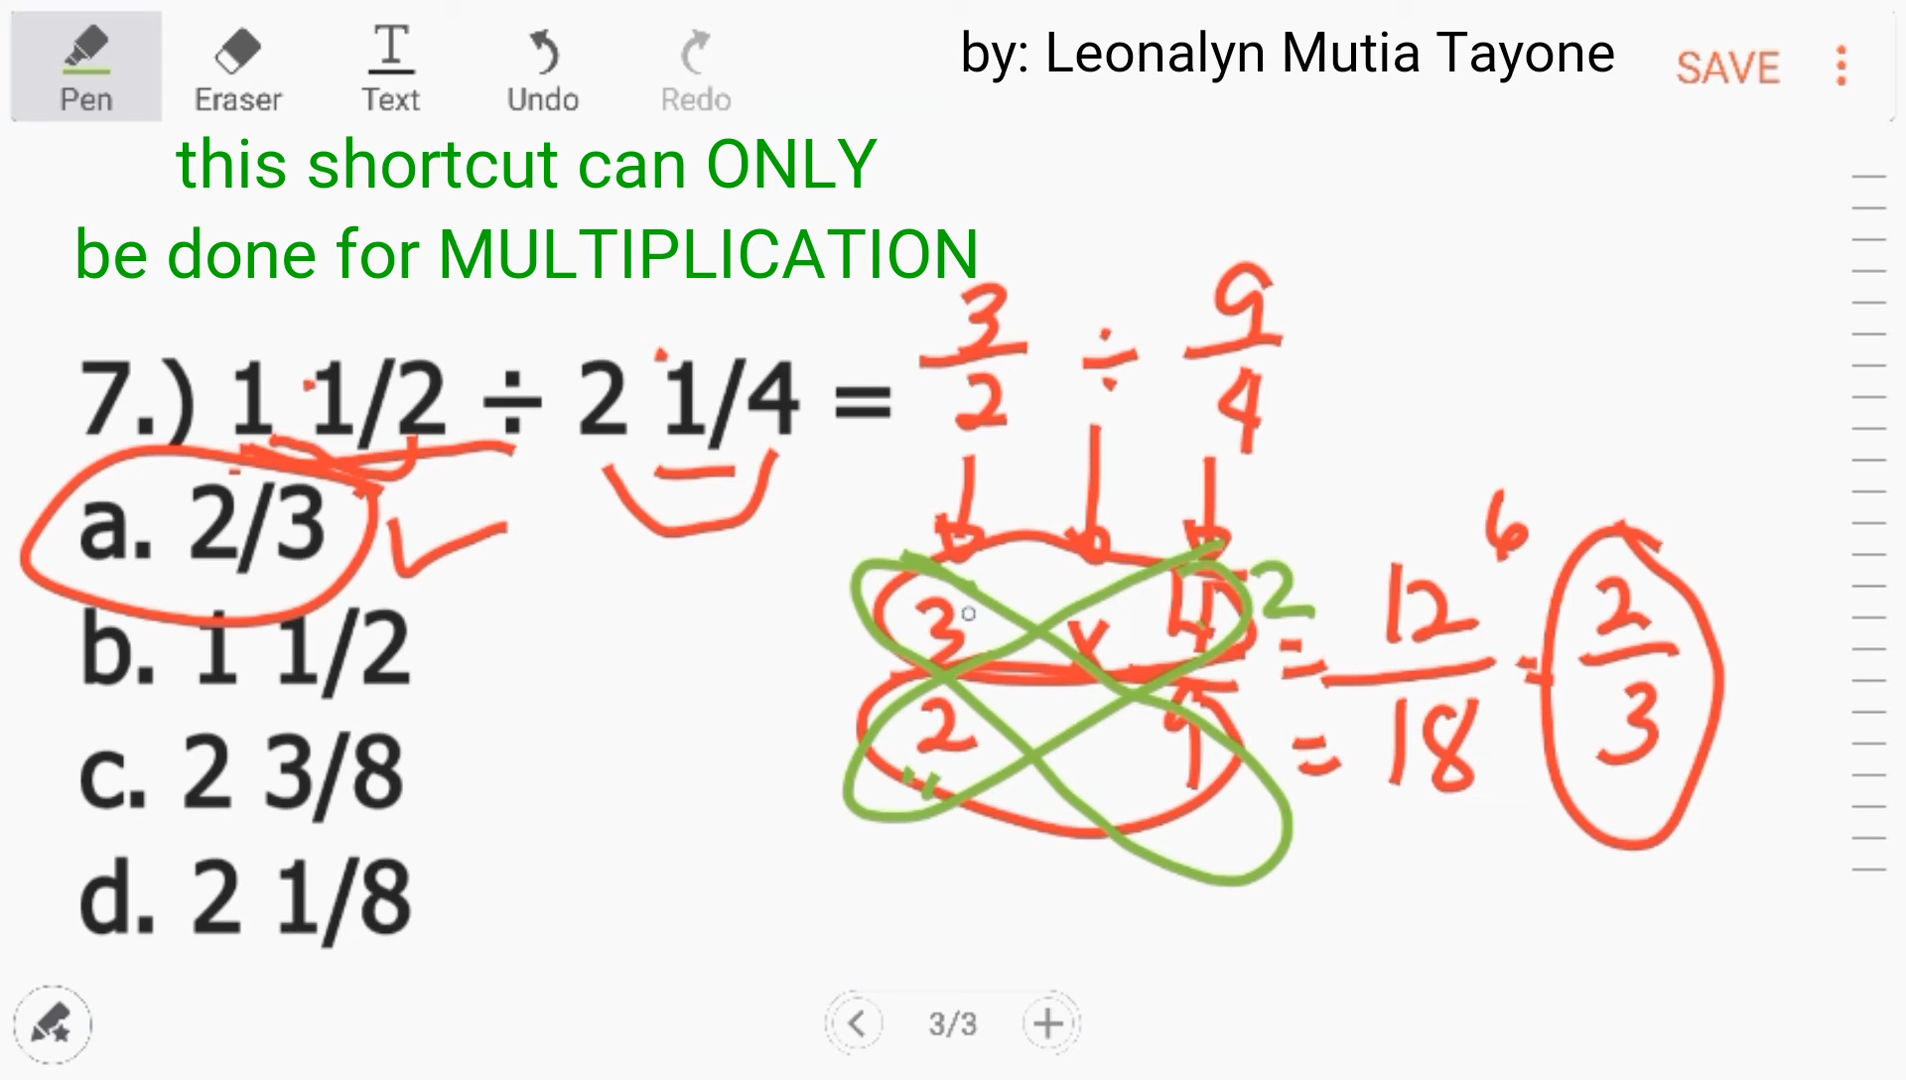 Pen Eraser Text Undo Redo by: Leonalyn Mutia Tayone SAVE
this shortcut can ONLY
be done for MULTIPLICATION
7.) 1 1/2 ÷ 2 1/4 = 3/2 ÷ 9/4
a. 2/3
b. 1 1/2
c. 2 3/8
d. 2 1/8
6
3 x 4 2 = 12 = 2
2 9 = 18 3
3/3